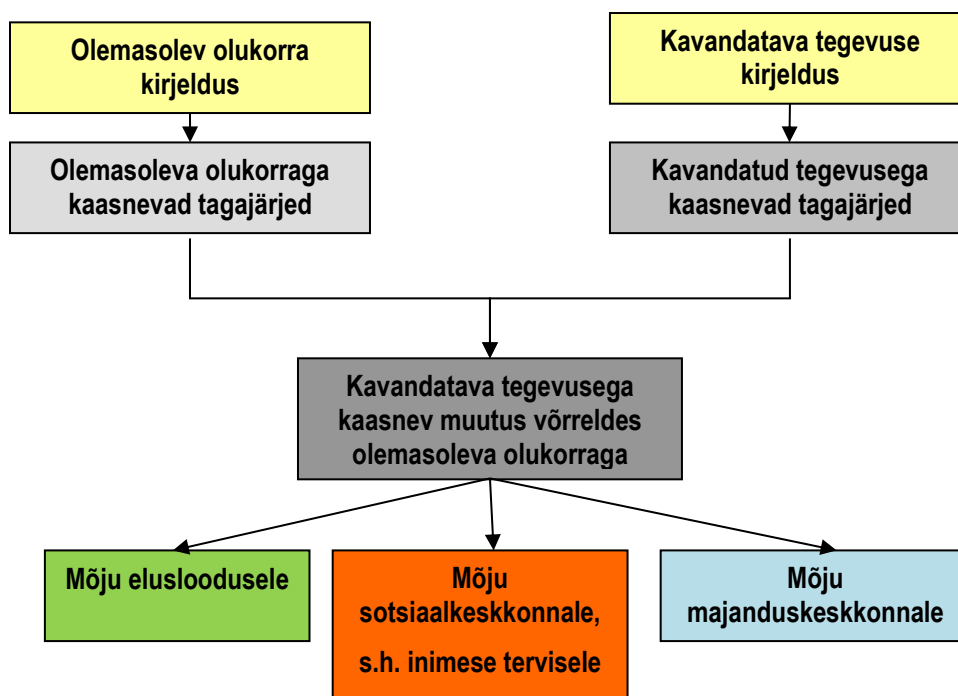 Olemasolev olukorra
kirjeldus
Kavandatava tegevuse
kirjeldus
Olemasoleva olukorraga
kaasnevad tagajärjed
Kavandatud tegevusega
kaasnevad tagajärjed
Kavandatava tegevusega
kaasnev muutus võrreldes
olemasoleva olukorraga
Mõju elusloodusele
Mõju
sotsiaalkeskkonnale,
s.h. inimese tervisele
Mõju
majanduskeskkonnale